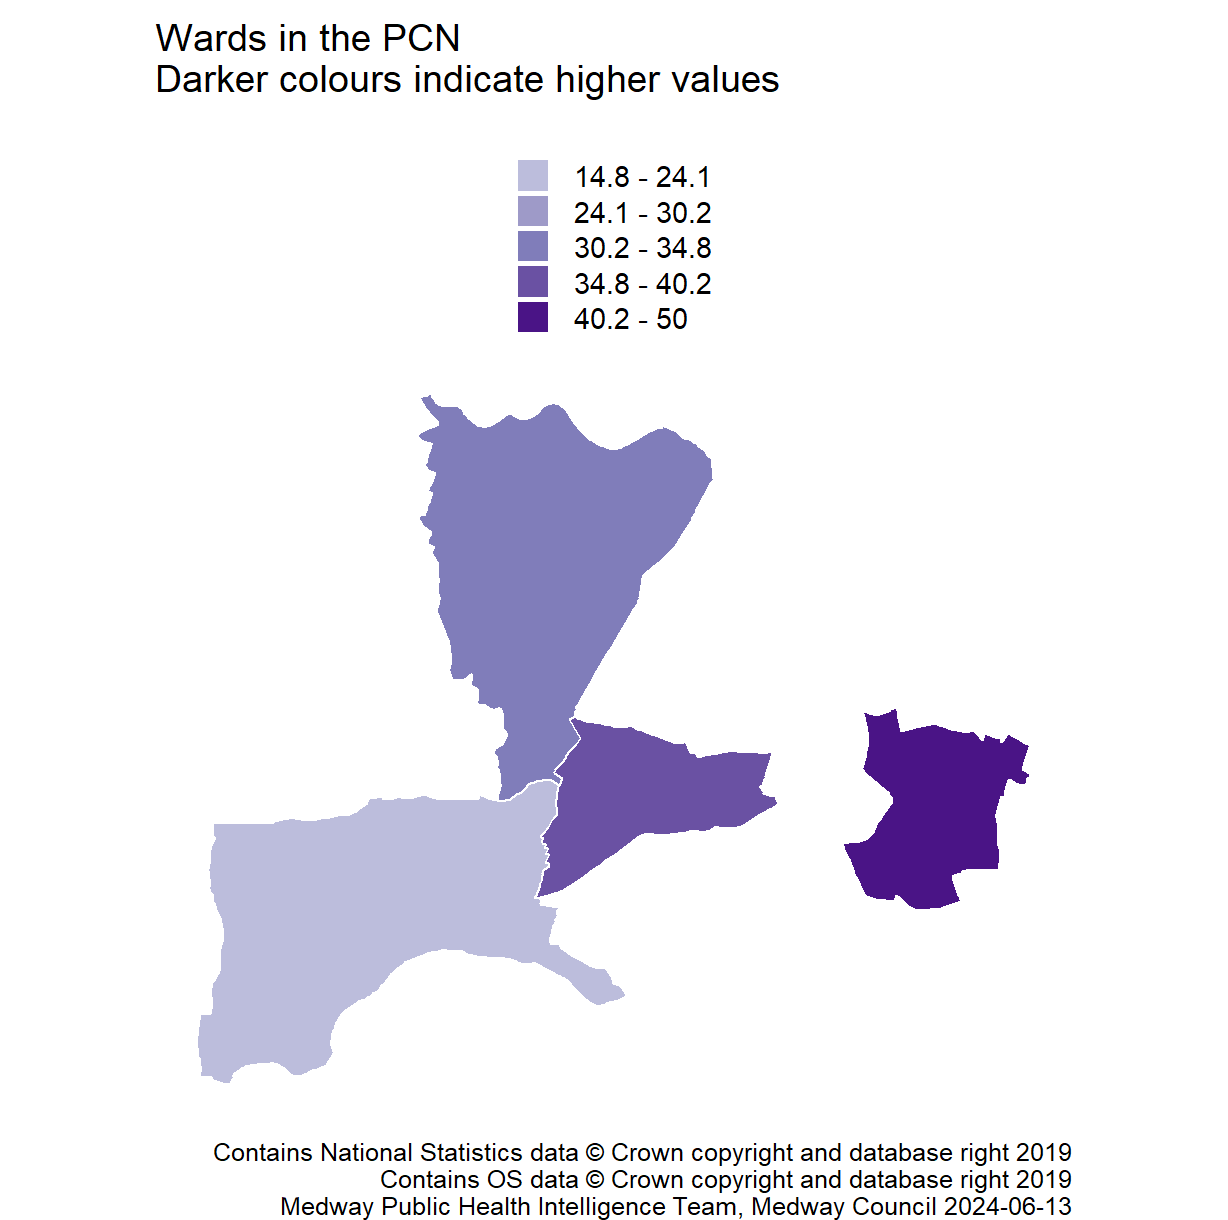 Wards in the PCN
Darker colours indicate higher values
14.8 - 24.1
24.1 - 30.2
30.2 - 34.8
34.8 - 40.2
40.2 - 50
Contains National Statistics data © Crown copyright and database right 2019
Contains OS data © Crown copyright and database right 2019
Medway Public Health Intelligence Team, Medway Council 2024-06-13